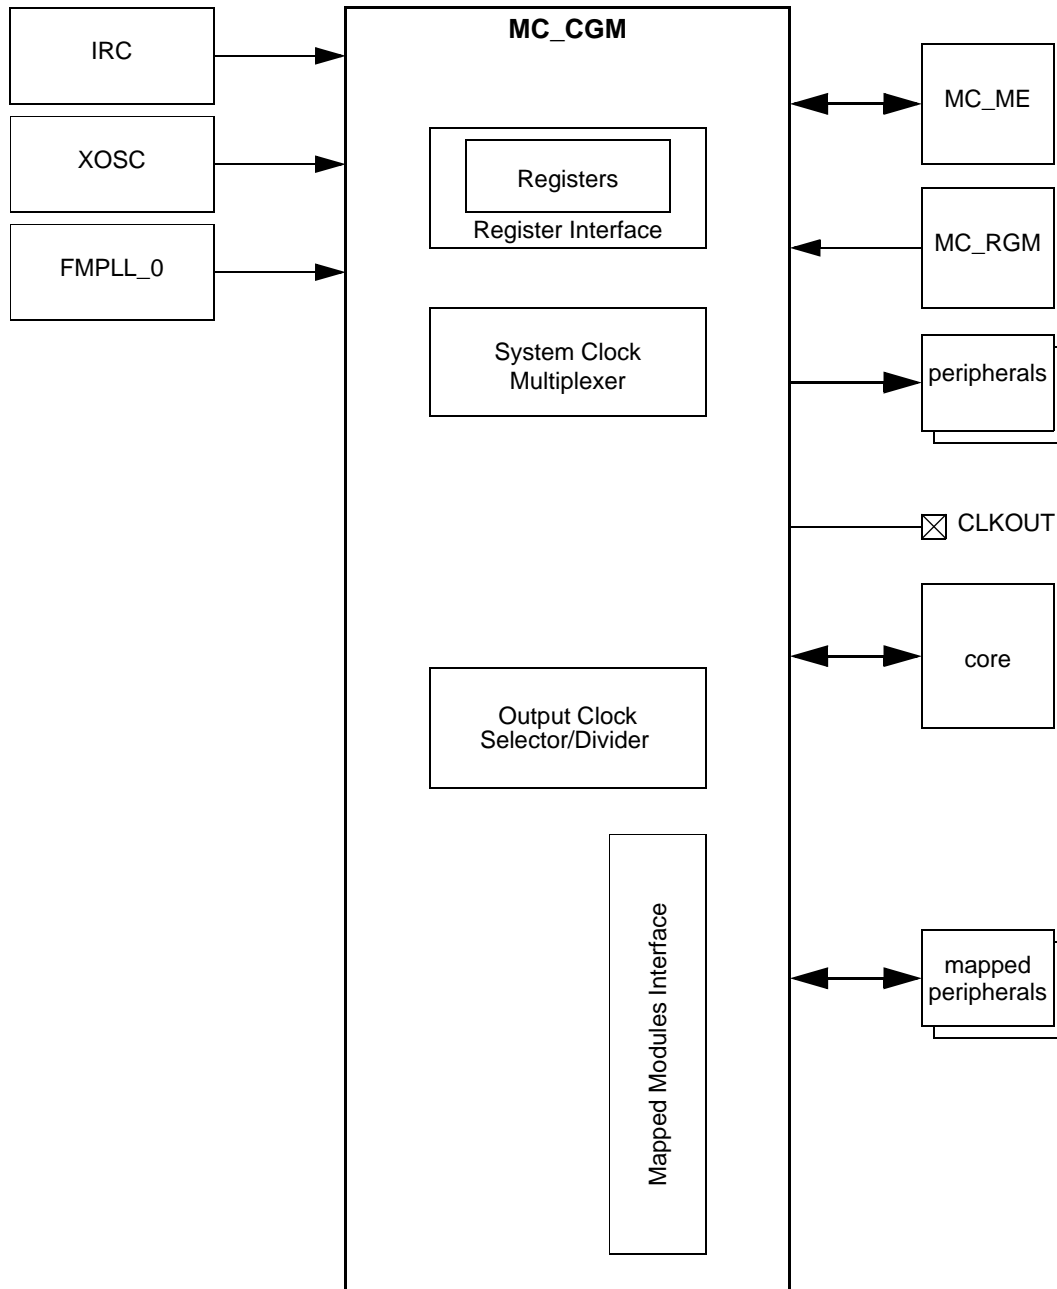 MC_CGM
IRC
XOSC
FMPLL_0
Registers
Register Interface
System Clock
Multiplexer
Output Clock
Selector/Divider
Mapped Modules Interface
MC_ME
MC_RGM
peripherals
CLKOUT
core
mapped
peripherals